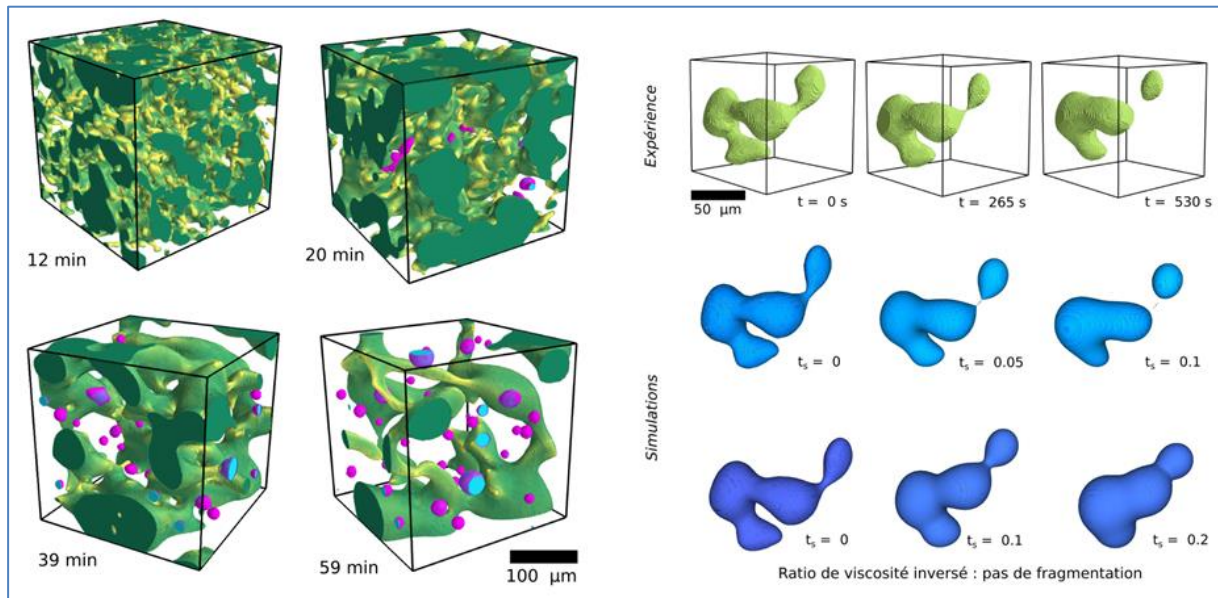 12 min
20 min
39 min
59 min
100 µm
Expérience
50 µm
t = 0 s
t = 265 s
t = 530 s
Simulations
t_s = 0
t_s = 0.05
t_s = 0.1
t_s = 0
t_s = 0.1
t_s = 0.2
Ratio de viscosité inversé : pas de fragmentation